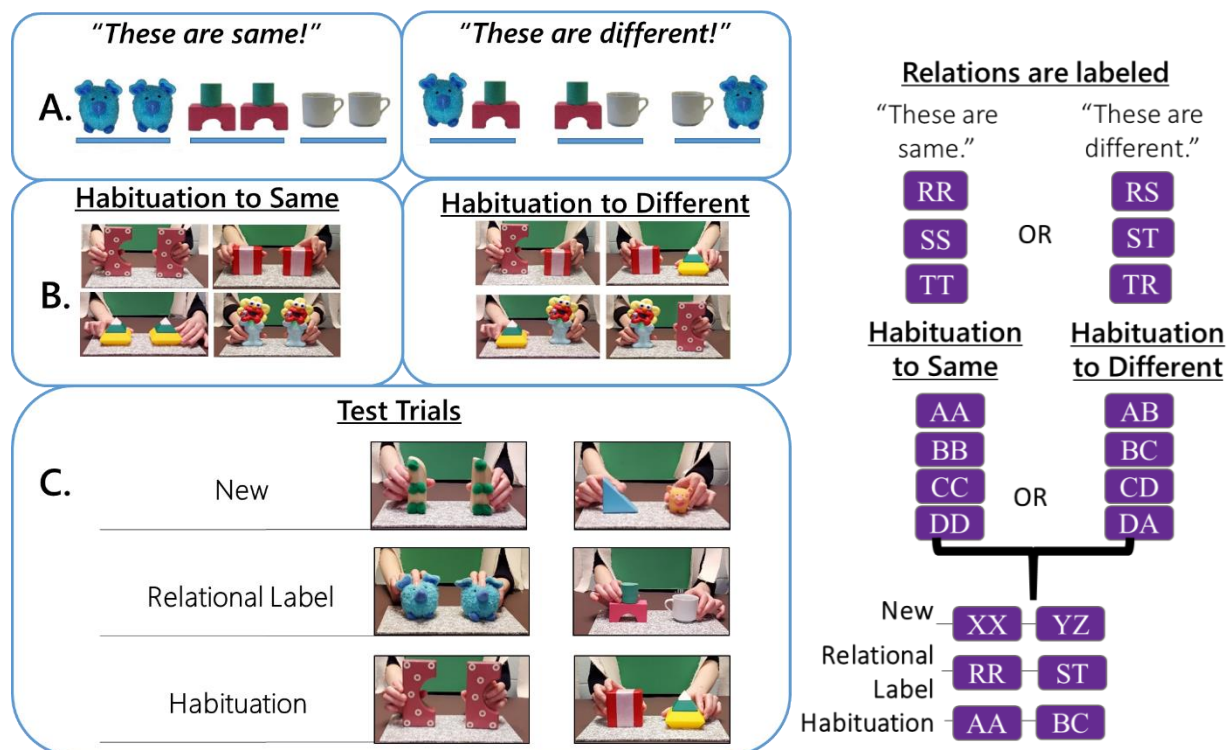 “These are same!”
“These are different!”
A.
Habituation to Same
Habituation to Different
B.
Test Trials
C.
New
Relational Label
Habituation
Relations are labeled
“These are
same.”
“These are
different.”
RR
SS
TT
OR
RS
ST
TR
Habituation
to Same
Habituation
to Different
AA
BB
CC
DD
OR
AB
BC
CD
DA
New
XX
YZ
Relational
Label
RR
ST
Habituation
AA
BC